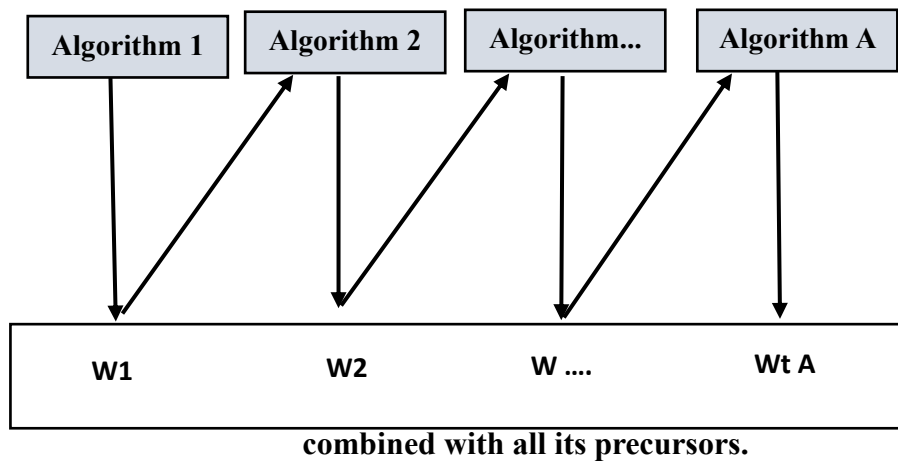 Algorithm 1 Algorithm 2 Algorithm... Algorithm A
W1 W2 W .... Wt A
combined with all its precursors.